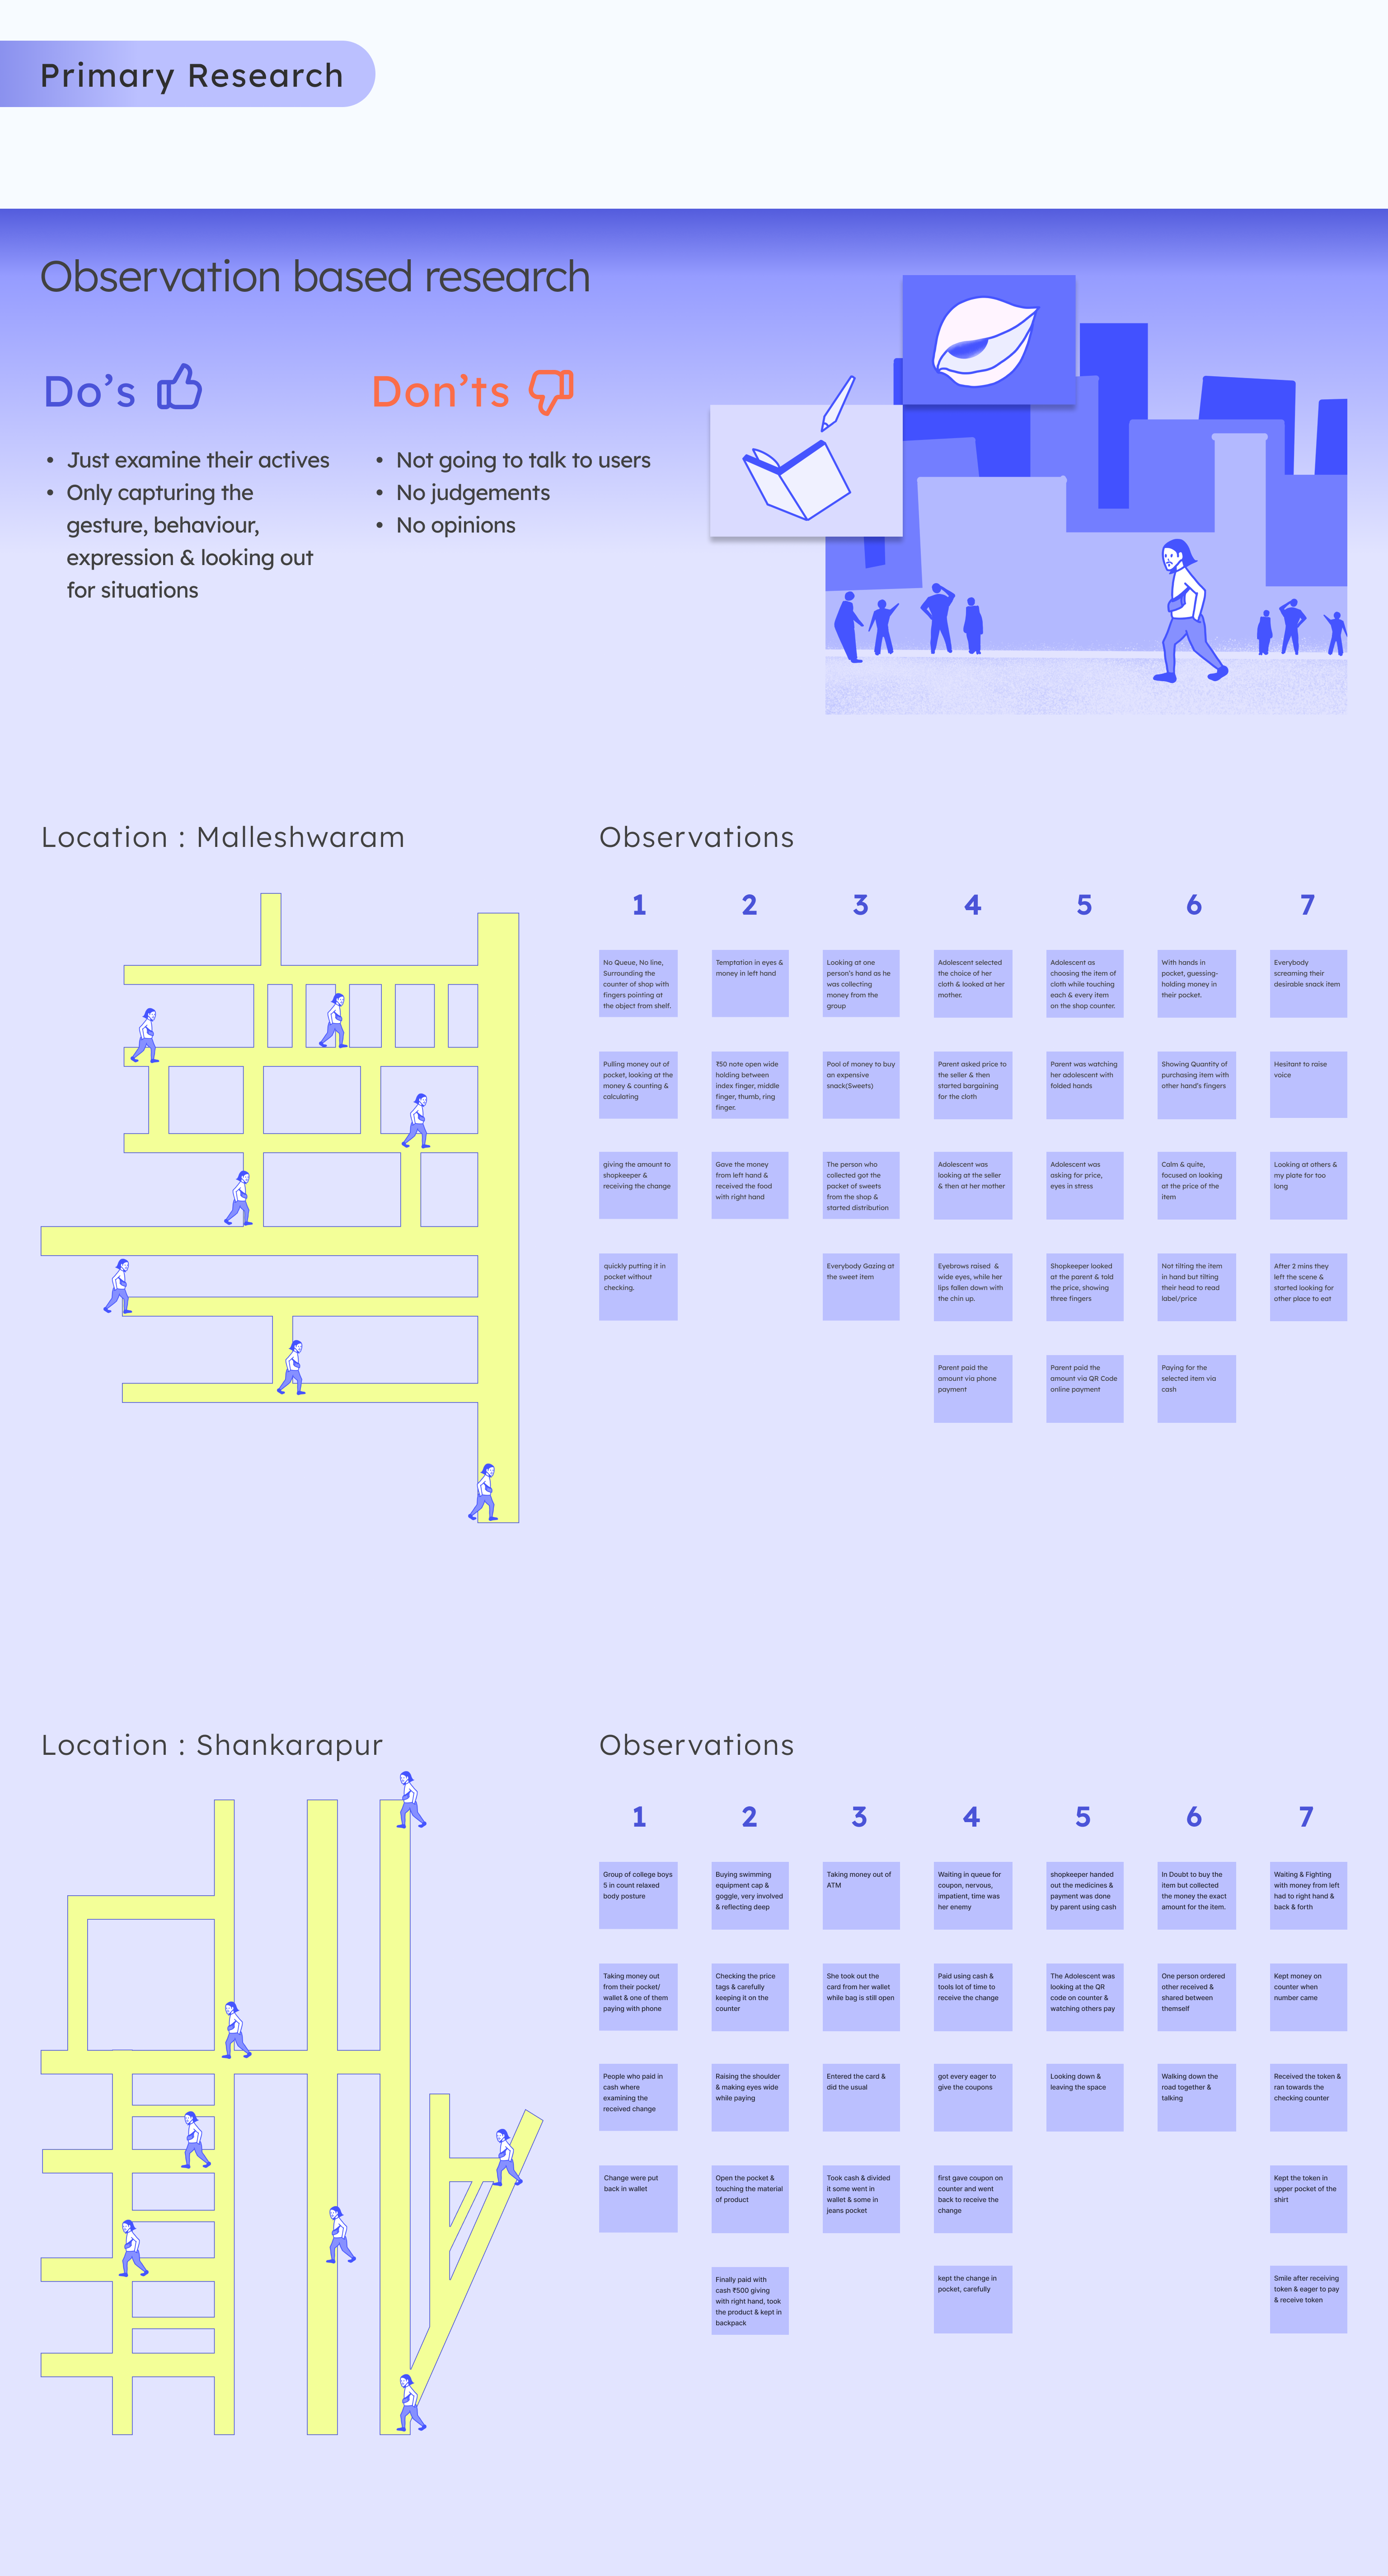 Primary Research
Observation based research
Do’s
• Just examine their actives
• Only capturing the
gesture, behaviour,
expression & looking out
for situations
Don’ts
• Not going to talk to users
• No judgements
• No opinions
Location : Malleshwaram
Observations
1
No Queue, No line,
Surrounding the
counter of shop with
fingers pointing at
the object from shelf.
Pulling money out of
pocket, looking at the
money & counting &
calculating
giving the amount to
shopkeeper &
receiving the change
quickly putting it in
pocket without
checking.
2
Temptation in eyes &
money in left hand
₹50 note open wide
holding between
index finger, middle
finger, thumb, ring
finger.
Gave the money
from left hand &
received the food
with right hand
3
Looking at one
person's hand as he
was collecting
money from the
group
Pool of money to buy
an expensive
snack(Sweets)
The person who
collected got the
packet of sweets
from the shop &
started distribution
Everybody Gazing at
the sweet item
4
Adolescent selected
the choice of her
cloth & looked at her
mother.
Parent asked price to
the seller & then
started bargaining
for the cloth
Adolescent was
looking at the seller
& then at her mother
Eyebrows raised &
wide eyes, while her
lips fallen down with
the chin up.
Parent paid the
amount via phone
payment
5
Adolescent as
choosing the item of
cloth while touching
each & every item
on the shop counter.
Parent was watching
her adolescent with
folded hands
Adolescent was
asking for price,
eyes in stress
Shopkeeper looked
at the parent & told
the price, showing
three fingers
Parent paid the
amount via QR Code
online payment
6
With hands in
pocket, guessing-
holding money in
their pocket.
Showing Quantity of
purchasing item with
other hand's fingers
Calm & quite,
focused on looking
at the price of the
item
Not tilting the item
in hand but tilting
their head to read
label/price
Paying for the
selected item via
cash
7
Everybody
screaming their
desirable snack item
Hesitant to raise
voice
Looking at others &
my plate for too
long
After 2 mins they
left the scene &
started looking for
other place to eat
Location : Shankarapur
Observations
1
Group of college boys
5 in count relaxed
body posture
Taking money out
from their pocket/
wallet & one of them
paying with phone
People who paid in
cash where
examining the
received change
Change were put
back in wallet
2
Buying swimming
equipment cap &
goggle, very involved
& reflecting deep
Checking the price
tags & carefully
keeping it on the
counter
Raising the shoulder
& making eyes wide
while paying
Open the pocket &
touching the material
of product
Finally paid with
cash ₹500 giving
with right hand, took
the product & kept in
backpack
3
Taking money out of
ATM
She took out the
card from her wallet
while bag is still open
Entered the card &
did the usual
Took cash & divided
it some went in
wallet & some in
jeans pocket
4
Waiting in queue for
coupon, nervous,
impatient, time was
her enemy
Paid using cash &
tools lot of time to
receive the change
got every eager to
give the coupons
first gave coupon on
counter and went
back to receive the
change
kept the change in
pocket, carefully
5
shopkeeper handed
out the medicines &
payment was done
by parent using cash
The Adolescent was
looking at the QR
code on counter &
watching others pay
Looking down &
leaving the space
6
In Doubt to buy the
item but collected
the money the exact
amount for the item.
One person ordered
other received &
shared between
themself
Walking down the
road together &
talking
7
Waiting & Fighting
with money from left
had to right hand &
back & forth
Kept money on
counter when
number came
Received the token &
ran towards the
checking counter
Kept the token in
upper pocket of the
shirt
Smile after receiving
token & eager to pay
& receive token